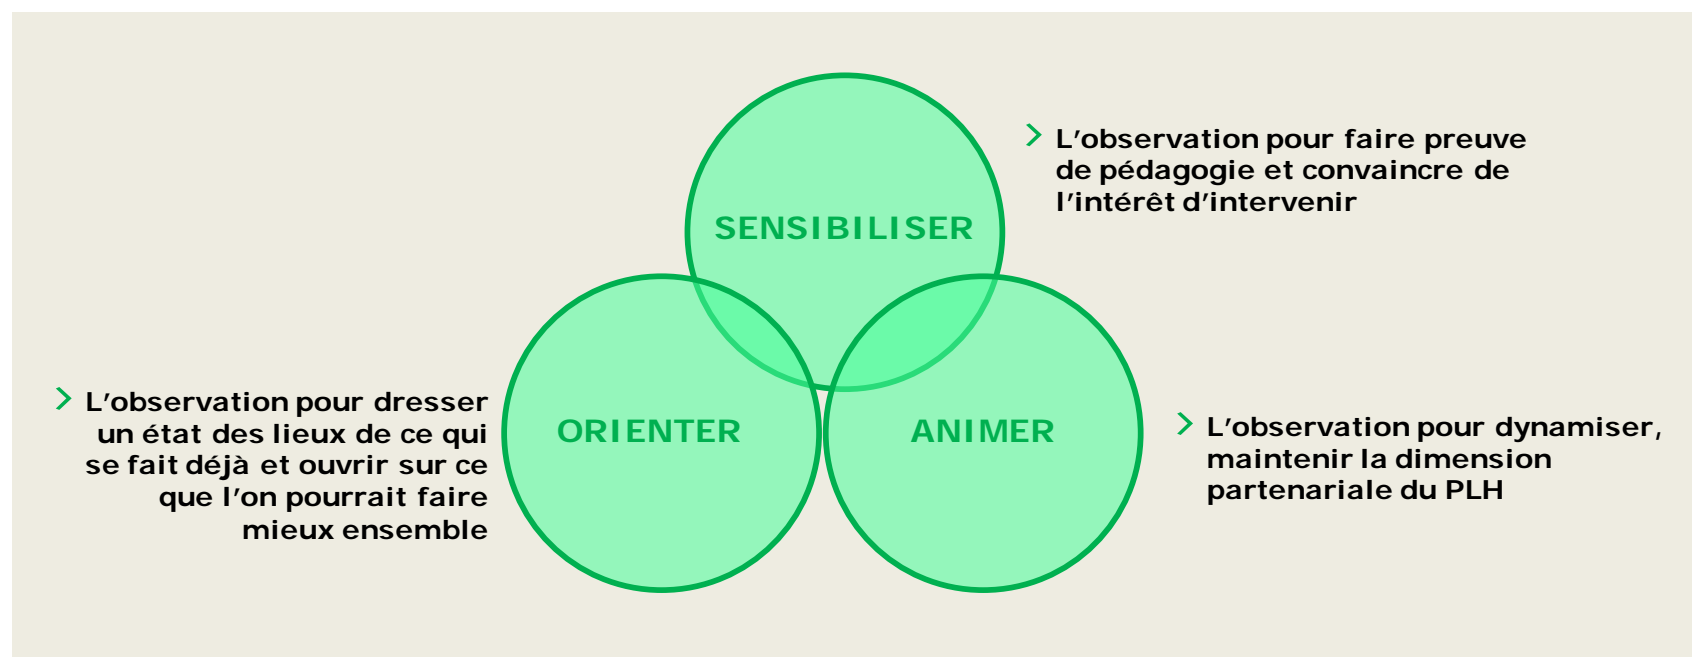 L'observation pour faire preuve
de pédagogie et convaincre de
l'intérêt d'intervenir
SENSIBILISER
L'observation pour dresser
un état des lieux de ce qui
se fait déjà et ouvrir sur ce
que l'on pourrait faire
mieux ensemble
ORIENTER
ANIMER
L'observation pour dynamiser,
maintenir la dimension
partenariale du PLH